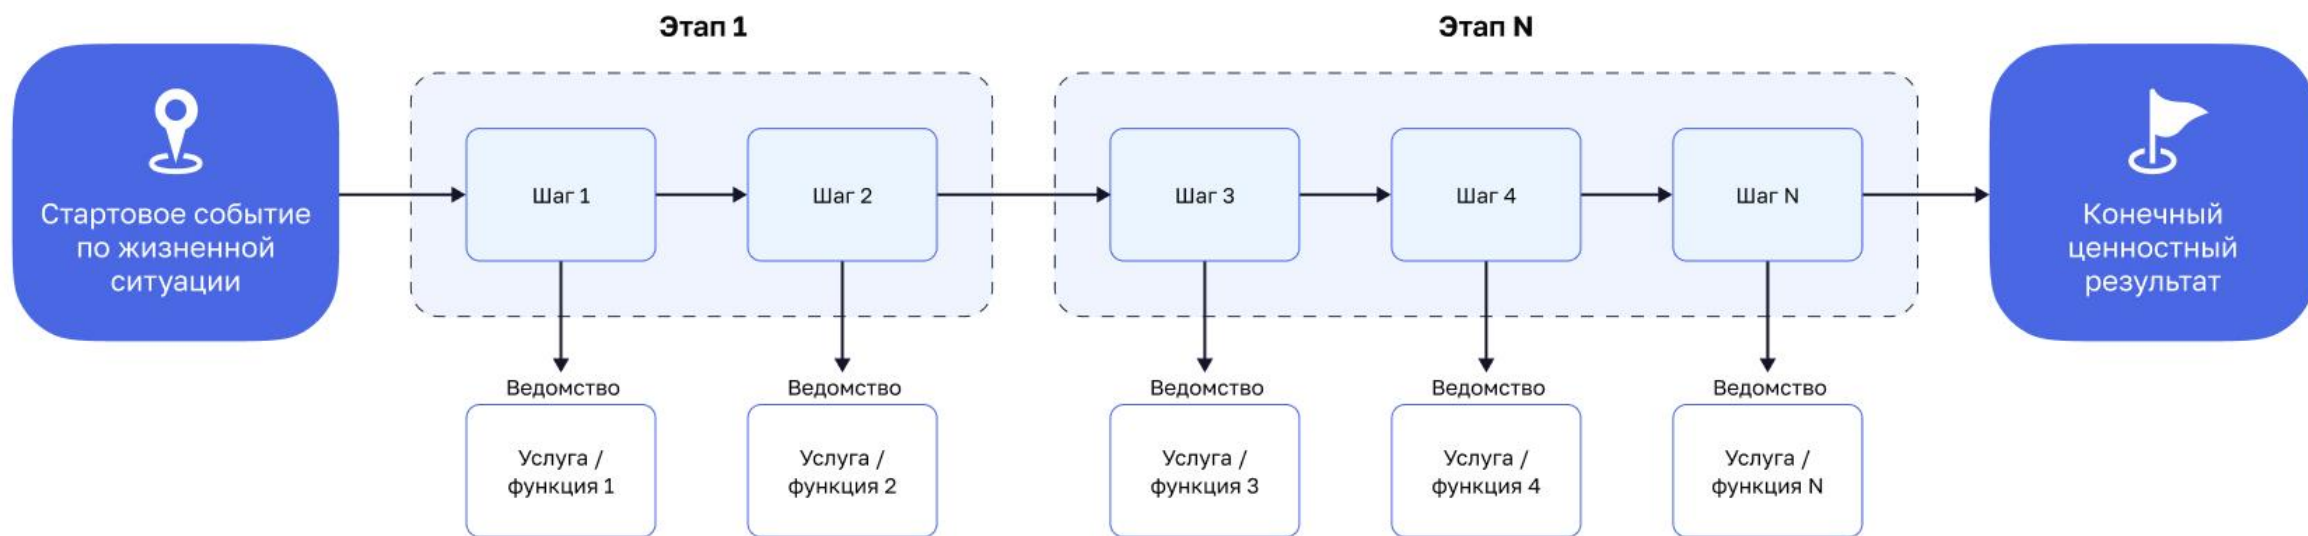 Этап 1
Этап N
Стартовое событие
по жизненной
ситуации
Шаг 1
Шаг 2
Шаг 3
Шаг 4
Шаг N
Конечный
ценностный
результат
Ведомство
Ведомство
Ведомство
Ведомство
Ведомство
Услуга /
функция 1
Услуга /
функция 2
Услуга /
функция 3
Услуга /
функция 4
Услуга /
функция N